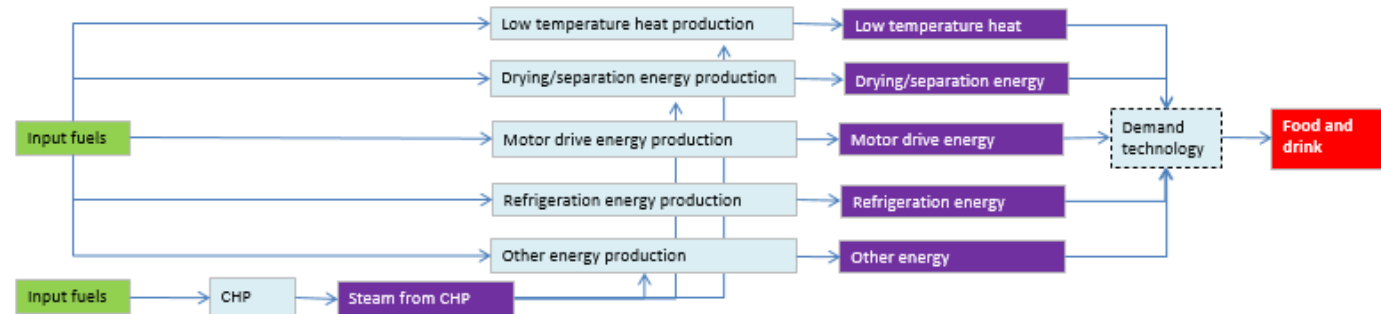 Low temperature heat production
Low temperature heat
Drying/separation energy production
Drying/separation energy
Input fuels
Motor drive energy production
Motor drive energy
Demand
technology
Food and
drink
Refrigeration energy production
Refrigeration energy
Other energy production
Other energy
Input fuels
CHP
Steam from CHP